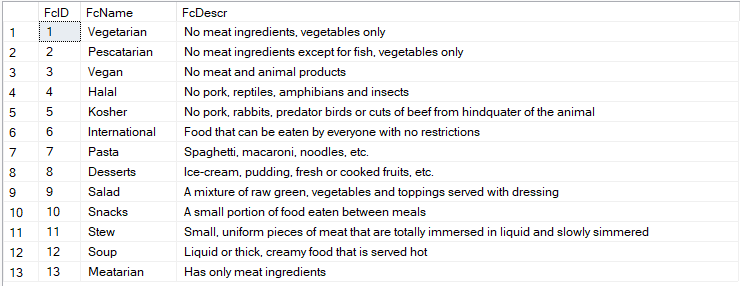 FcID FcName FcDescr
1 1 Vegetarian No meat ingredients, vegetables only
2 2 Pescatarian No meat ingredients except for fish, vegetables only
3 3 Vegan No meat and animal products
4 4 Halal No pork, reptiles, amphibians and insects
5 5 Kosher No pork, rabbits, predator birds or cuts of beef from hindquater of the animal
6 6 International Food that can be eaten by everyone with no restrictions
7 7 Pasta Spaghetti, macaroni, noodles, etc.
8 8 Desserts Ice-cream, pudding, fresh or cooked fruits, etc.
9 9 Salad A mixture of raw green, vegetables and toppings served with dressing
10 10 Snacks A small portion of food eaten between meals
11 11 Stew Small, uniform pieces of meat that are totally immersed in liquid and slowly simmered
12 12 Soup Liquid or thick, creamy food that is served hot
13 13 Meatarian Has only meat ingredients